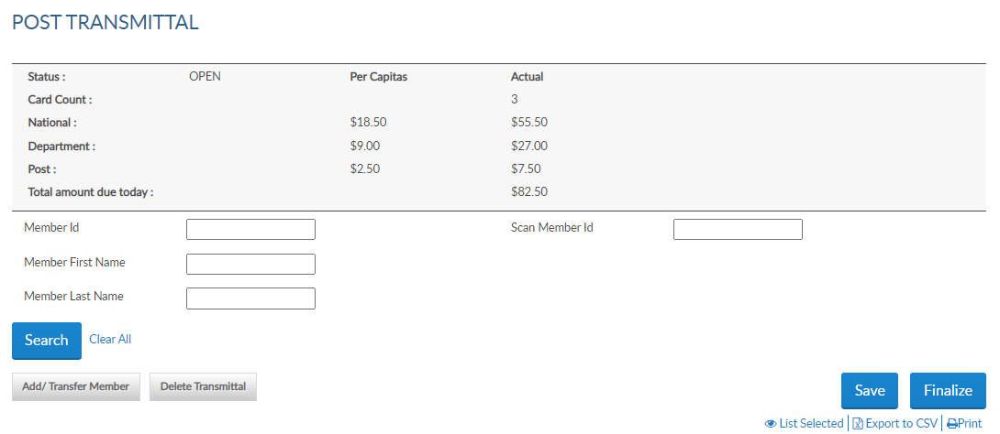 POST TRANSMITTAL
Status : OPEN Per Capitas Actual
Card Count : 3
National : $18.50 $55.50
Department : $9.00 $27.00
Post : $2.50 $7.50
Total amount due today : $82.50
Member Id Scan Member Id
Member First Name
Member Last Name
Search Clear All
Add/ Transfer Member Delete Transmittal Save Finalize
List Selected Export to CSV Print